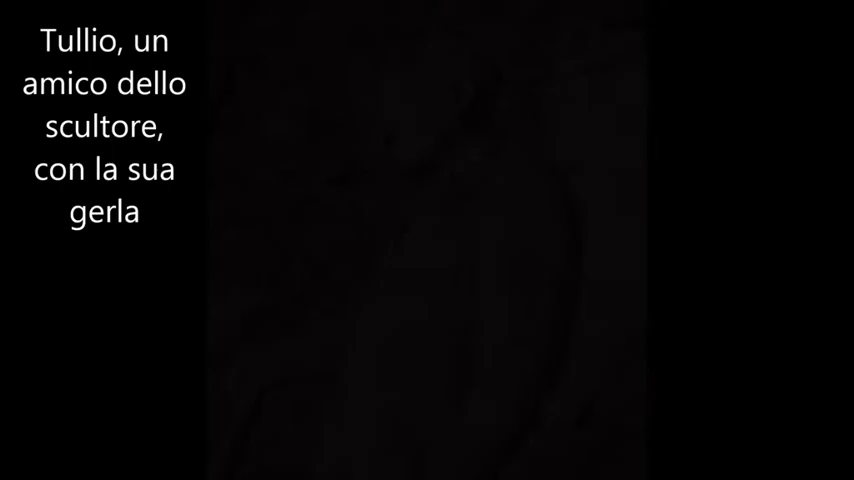 Tullio, un
amico dello
scultore,
con la sua
gerla